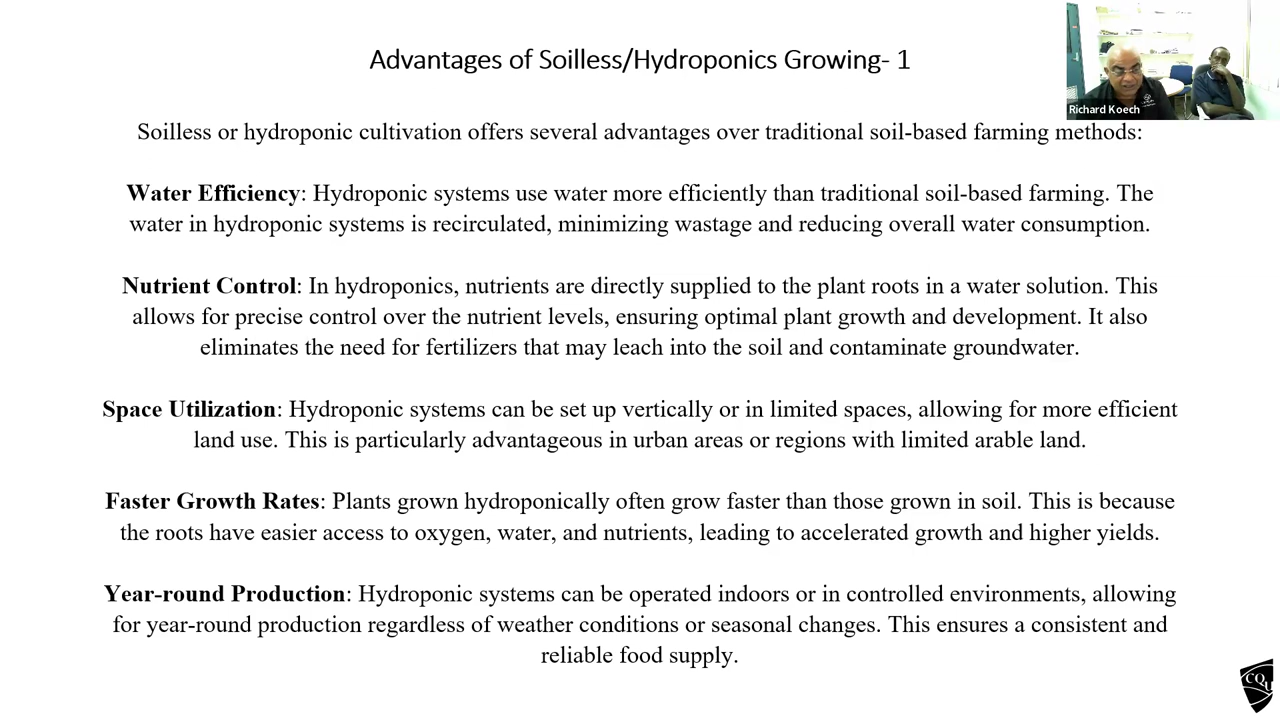 Advantages of Soilless/Hydroponics Growing- 1
Richard Koech
Soilless or hydroponic cultivation offers several advantages over traditional soil-based farming methods:
Water Efficiency: Hydroponic systems use water more efficiently than traditional soil-based farming. The
water in hydroponic systems is recirculated, minimizing wastage and reducing overall water consumption.
Nutrient Control: In hydroponics, nutrients are directly supplied to the plant roots in a water solution. This
allows for precise control over the nutrient levels, ensuring optimal plant growth and development. It also
eliminates the need for fertilizers that may leach into the soil and contaminate groundwater.
Space Utilization: Hydroponic systems can be set up vertically or in limited spaces, allowing for more efficient
land use. This is particularly advantageous in urban areas or regions with limited arable land.
Faster Growth Rates: Plants grown hydroponically often grow faster than those grown in soil. This is because
the roots have easier access to oxygen, water, and nutrients, leading to accelerated growth and higher yields.
Year-round Production: Hydroponic systems can be operated indoors or in controlled environments, allowing
for year-round production regardless of weather conditions or seasonal changes. This ensures a consistent and
reliable food supply.
CQU